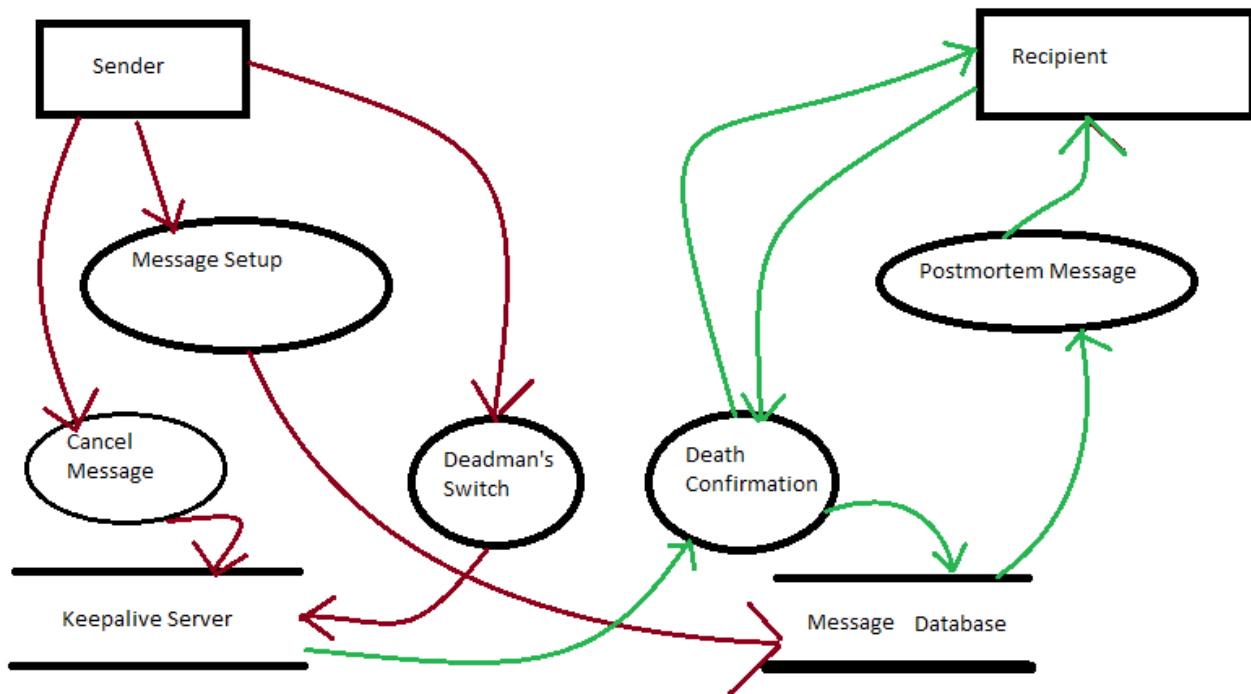 Sender
Recipient
Message Setup
Postmortem Message
Cancel
Message
Deadman's
Switch
Death
Confirmation
Keepalive Server
Message Database